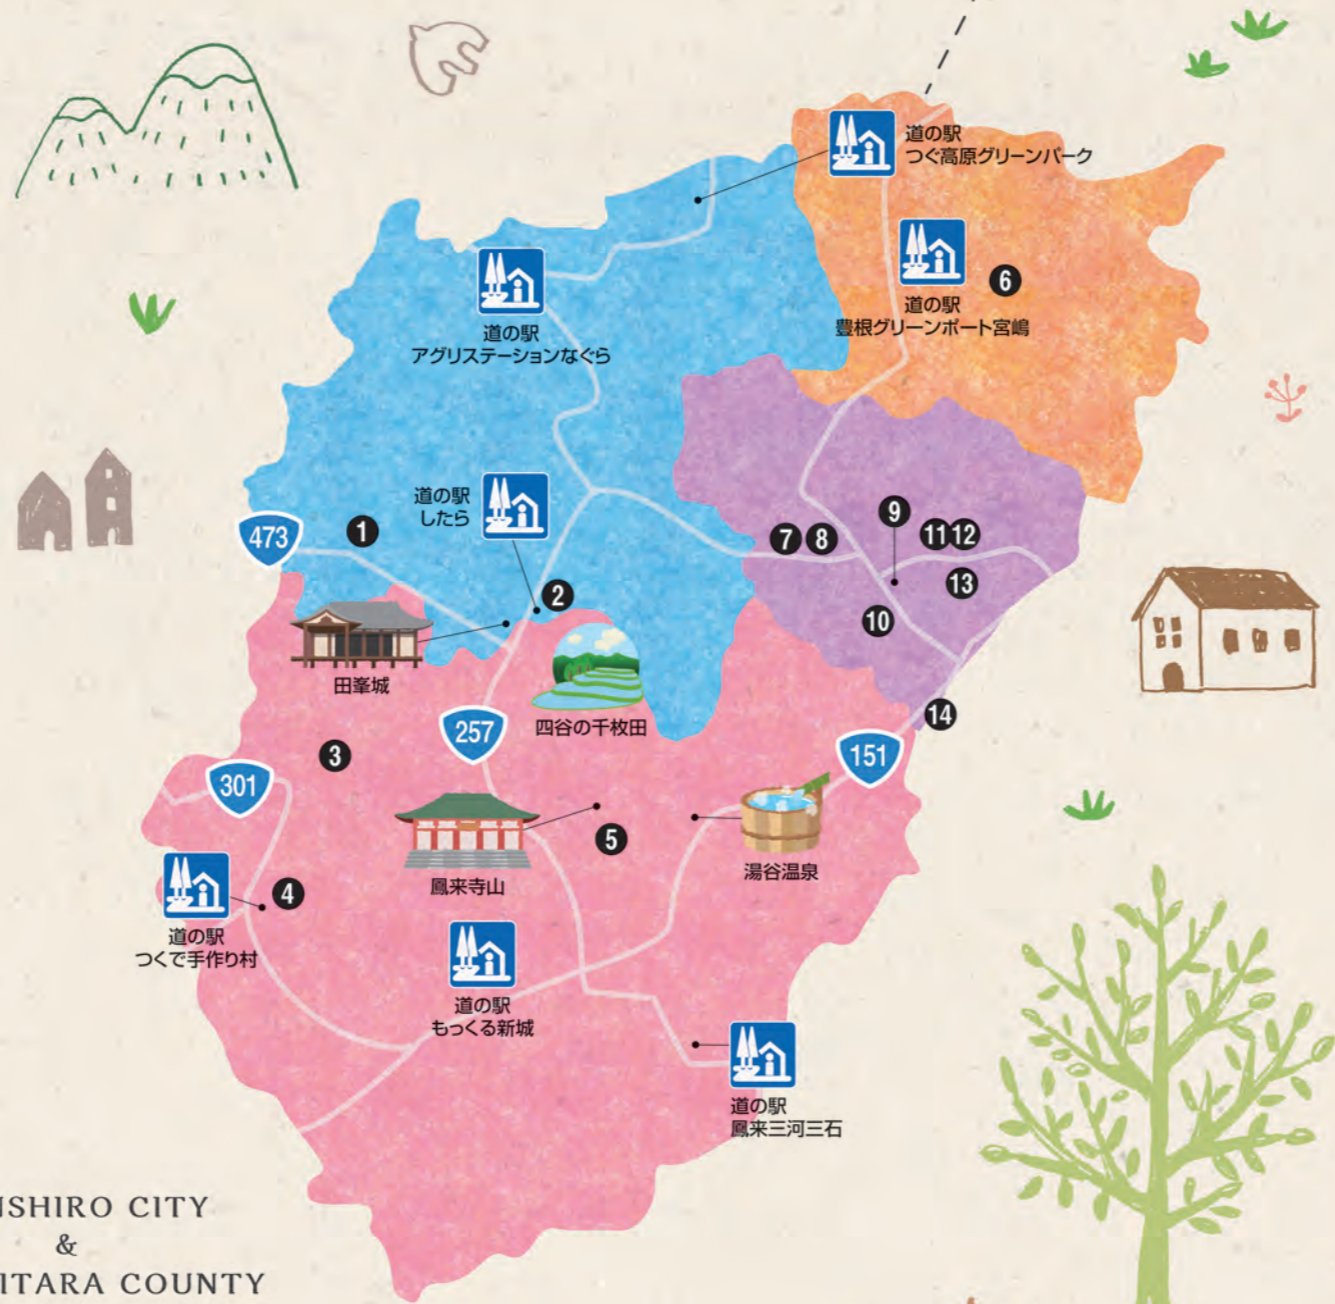 道の駅
つぐ高原グリーンパーク
道の駅
豊根グリーンポート宮嶋
6
道の駅
アグリステーションなぐら
道の駅
したら
473
1
2
7
8
9
11
12
13
10
14
田峯城
四谷の千枚田
257
151
3
301
鳳来寺山
5
湯谷温泉
4
道の駅
つくで手作り村
道の駅
もっくる新城
道の駅
鳳来三河三石
NSHIRO CITY
&
ITARA COUNTY